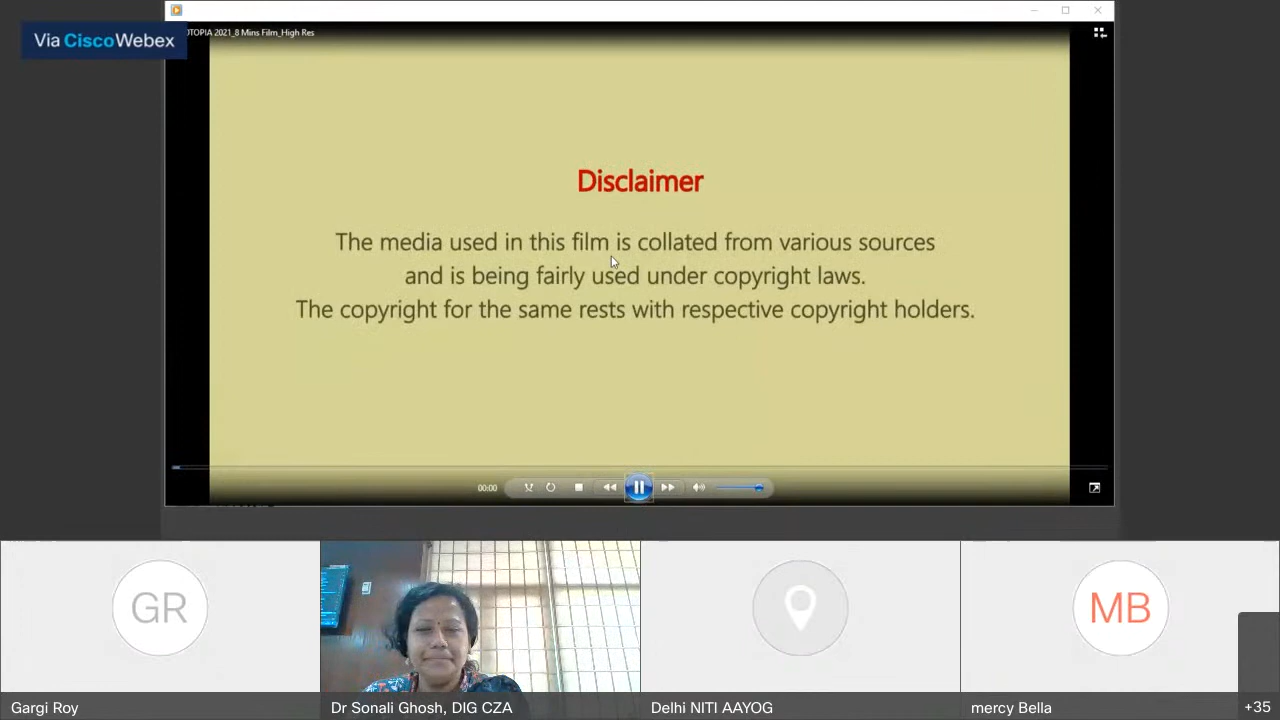 Via CiscoWebex
OTOPIA 2021_8 Mins Film_High Res
Disclaimer
The media used in this film is collated from various sources
and is being fairly used under copyright laws.
The copyright for the same rests with respective copyright holders.
00:00
GR
MB
Gargi Roy
Dr Sonali Ghosh, DIG CZA
Delhi NITI AAYOG
mercy Bella
+35